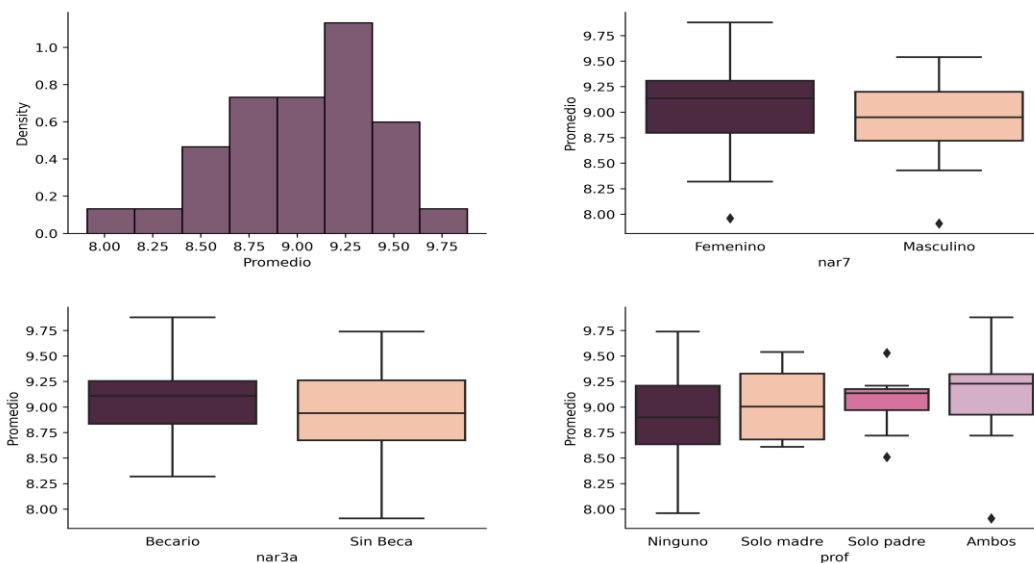 Density
1.0
0.8
0.6
0.4
0.2
0.0
8.00 8.25 8.50 8.75 9.00 9.25 9.50 9.75
Promedio
Promedio
9.75
9.50
9.25
9.00
8.75
8.50
8.25
8.00
Femenino Masculino
nar7
Promedio
9.75
9.50
9.25
9.00
8.75
8.50
8.25
8.00
Becario Sin Beca
nar3a
Promedio
9.75
9.50
9.25
9.00
8.75
8.50
8.25
8.00
Ninguno Solo madre Solo padre Ambos
prof